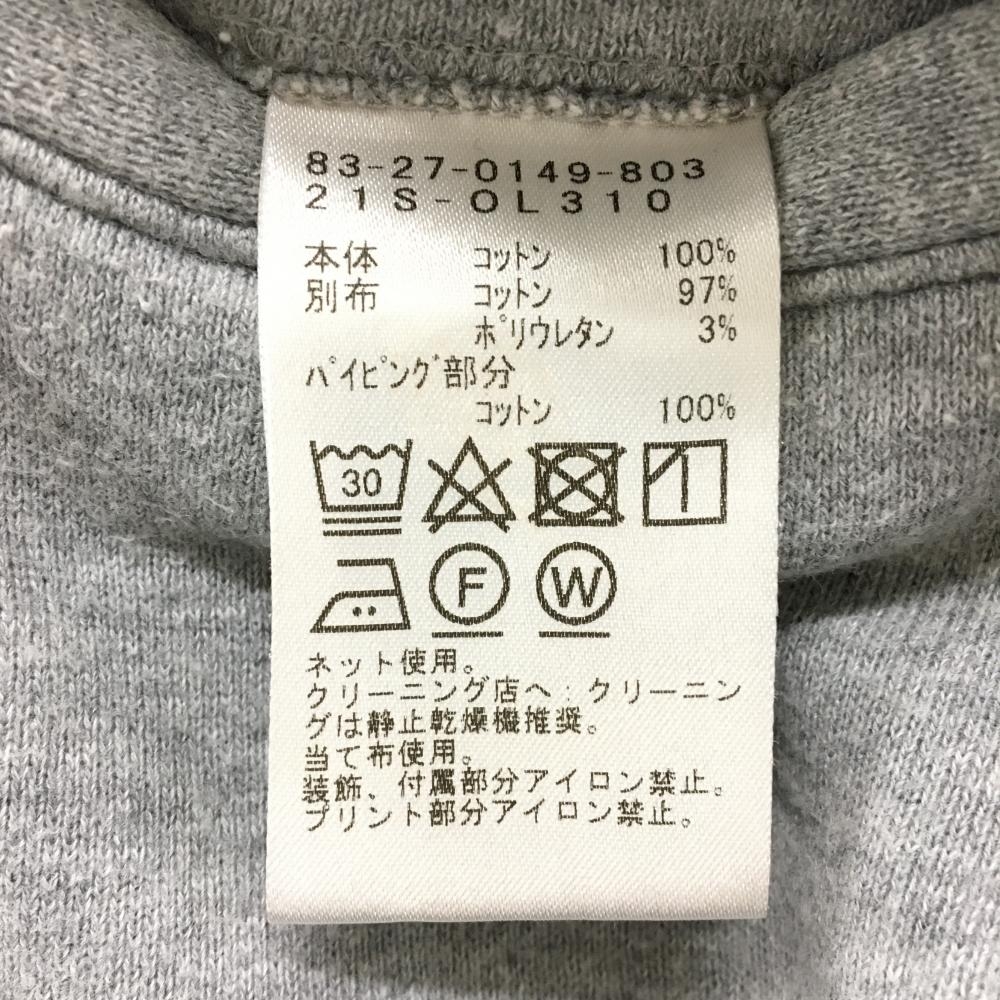 83-27-0149-803
21S-OL310
本体 コットン 100%
別布 コットン 97%
ポリウレタン 3%
パイピング部分
コットン 100%
30
F W
ネット使用。
クリーニング店へ：クリーニン
グは静止乾燥機推奨。
当て布使用。
装飾、付属部分アイロン禁止。
プリント部分アイロン禁止。